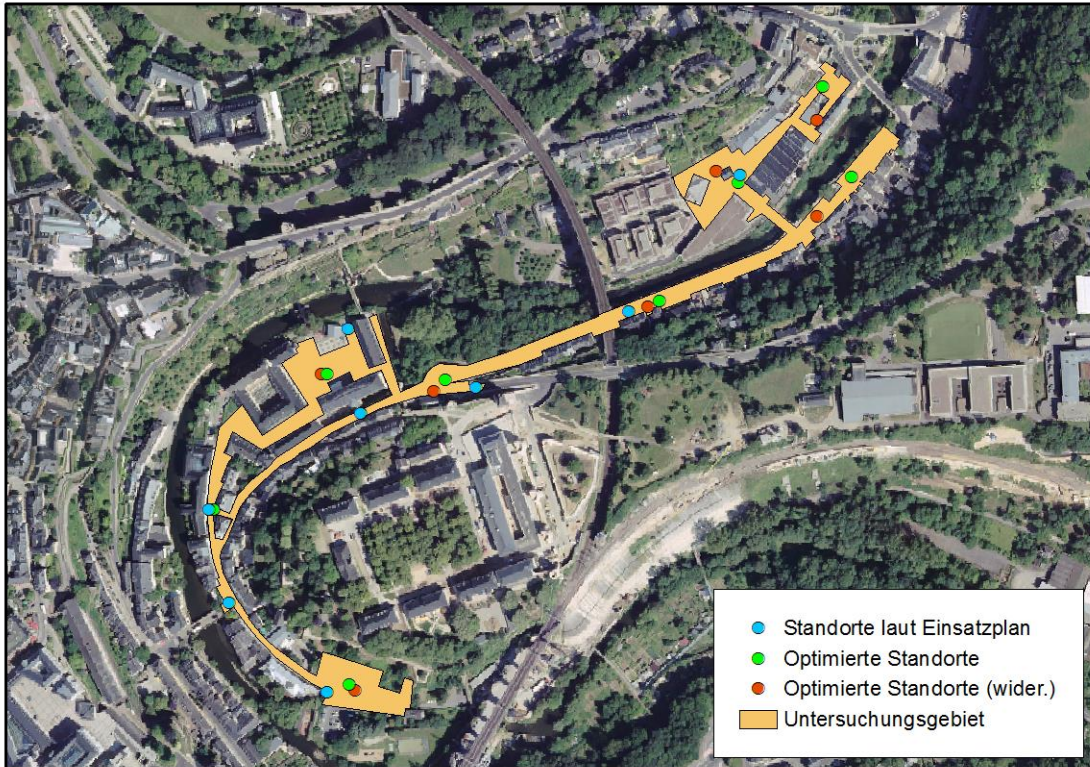 Standorte laut Einsatzplan
Optimierte Standorte
Optimierte Standorte (wider.)
Untersuchungsgebiet